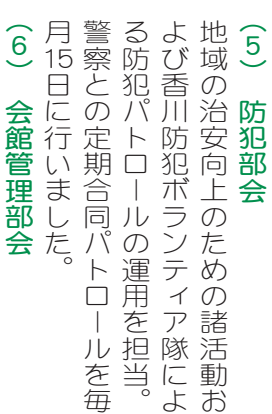 （5） 防犯部会
地域の治安向上のための諸活動お
よび香川防犯ボランティア隊によ
る防犯パトロールの運用を担当。
警察との定期合同パトロールを毎
月15日に行いました。
（6） 会館管理部会